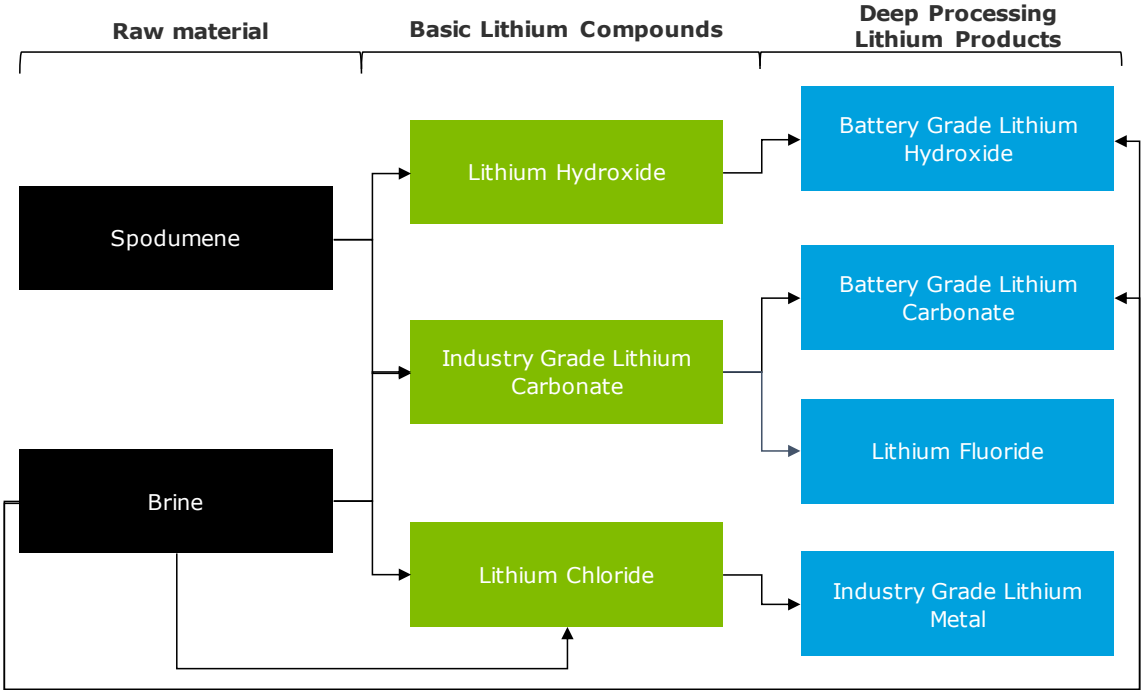 Raw material
Basic Lithium Compounds
Deep Processing
Lithium Products
Spodumene
Brine
Lithium Hydroxide
Industry Grade Lithium
Carbonate
Lithium Chloride
Battery Grade Lithium
Hydroxide
Battery Grade Lithium
Carbonate
Lithium Fluoride
Industry Grade Lithium
Metal